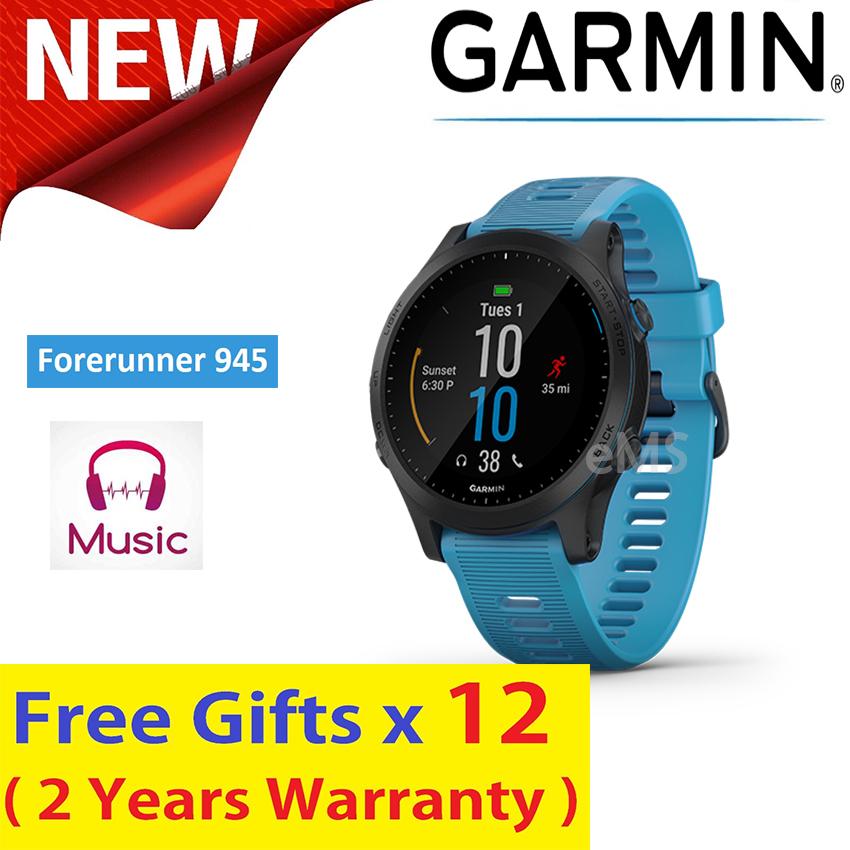 NEW
GARMIN®
Forerunner 945
Music
LIGHT
UP
START·STOP
BACK
Tues 1
10
Sunset
6:30 P
35 mi
10
38
GARMIN
eMS
Free Gifts x 12
( 2 Years Warranty )